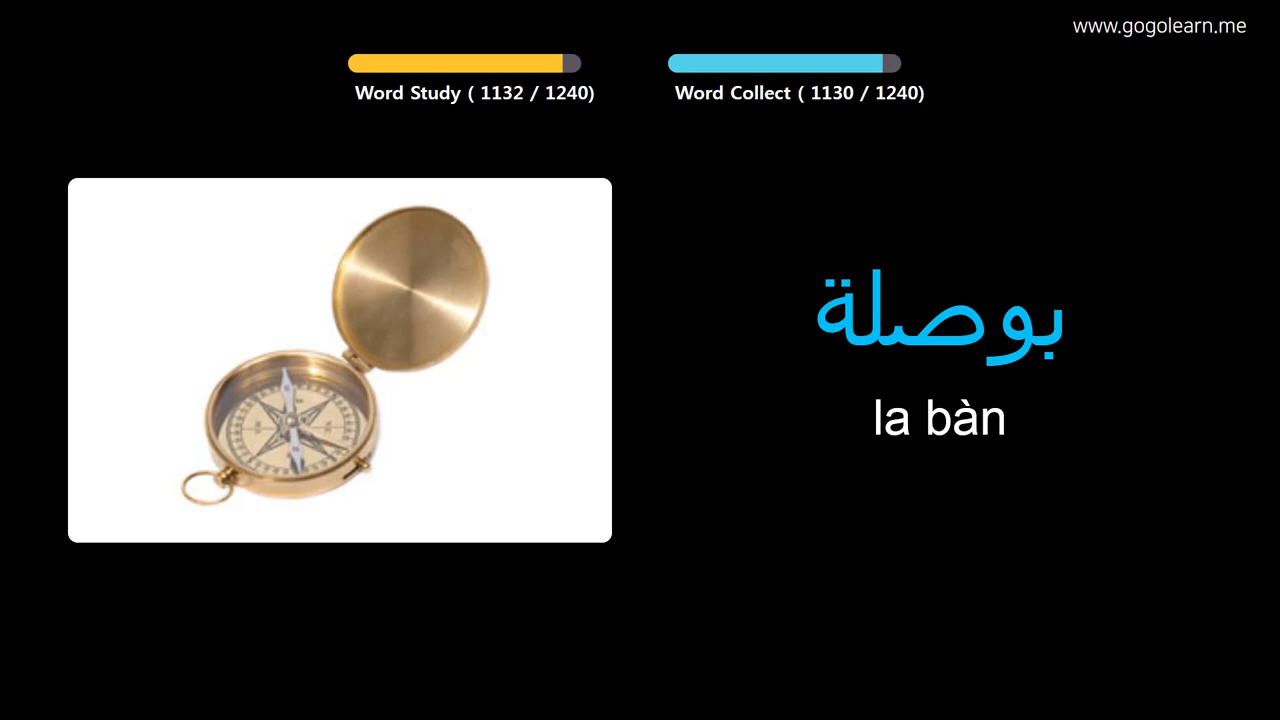 www.gogolearn.me
Word Study ( 1132 / 1240)
Word Collect ( 1130 / 1240)
بوصلة
la bàn